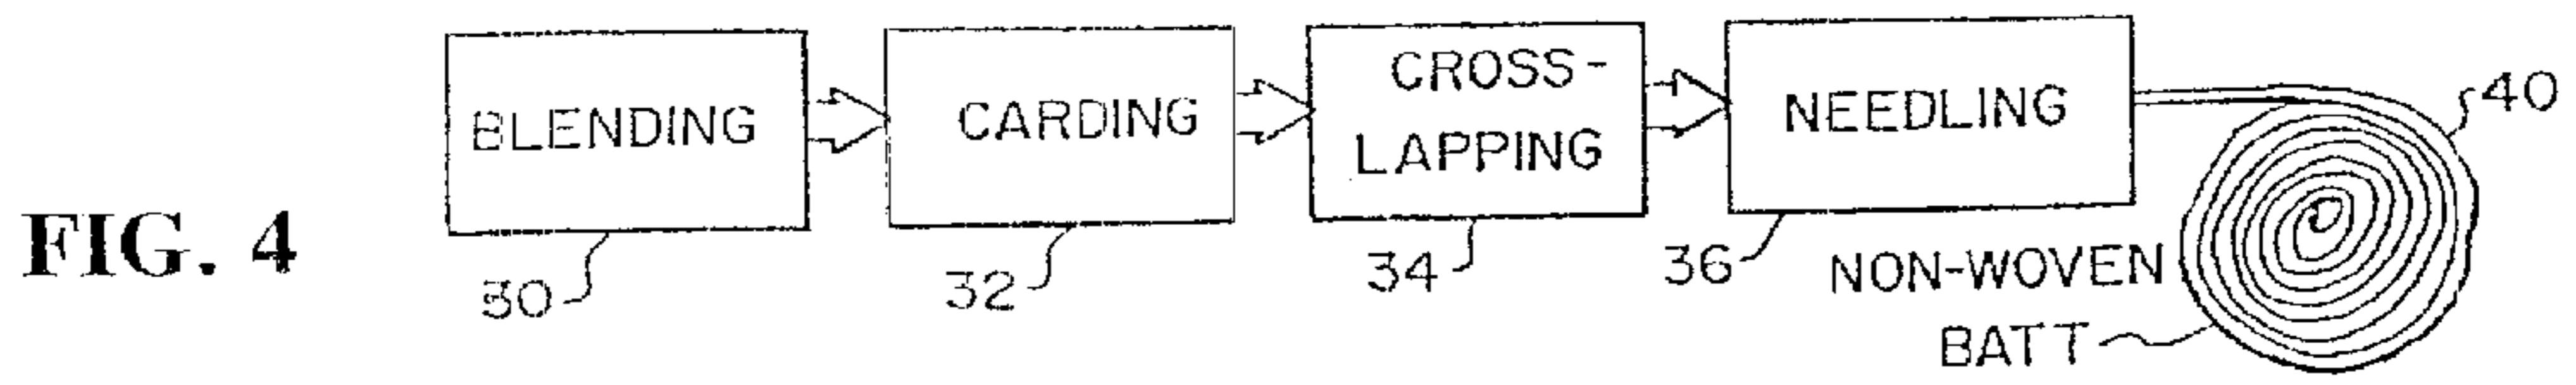 FIG. 4
BLENDING
30
CARDING
32
CROSS-
LAPPING
34
NEEDLING
36
40
NON-WOVEN
BATT